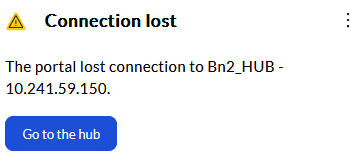 Connection lost
The portal lost connection to Bn2_HUB -
10.241.59.150.
Go to the hub